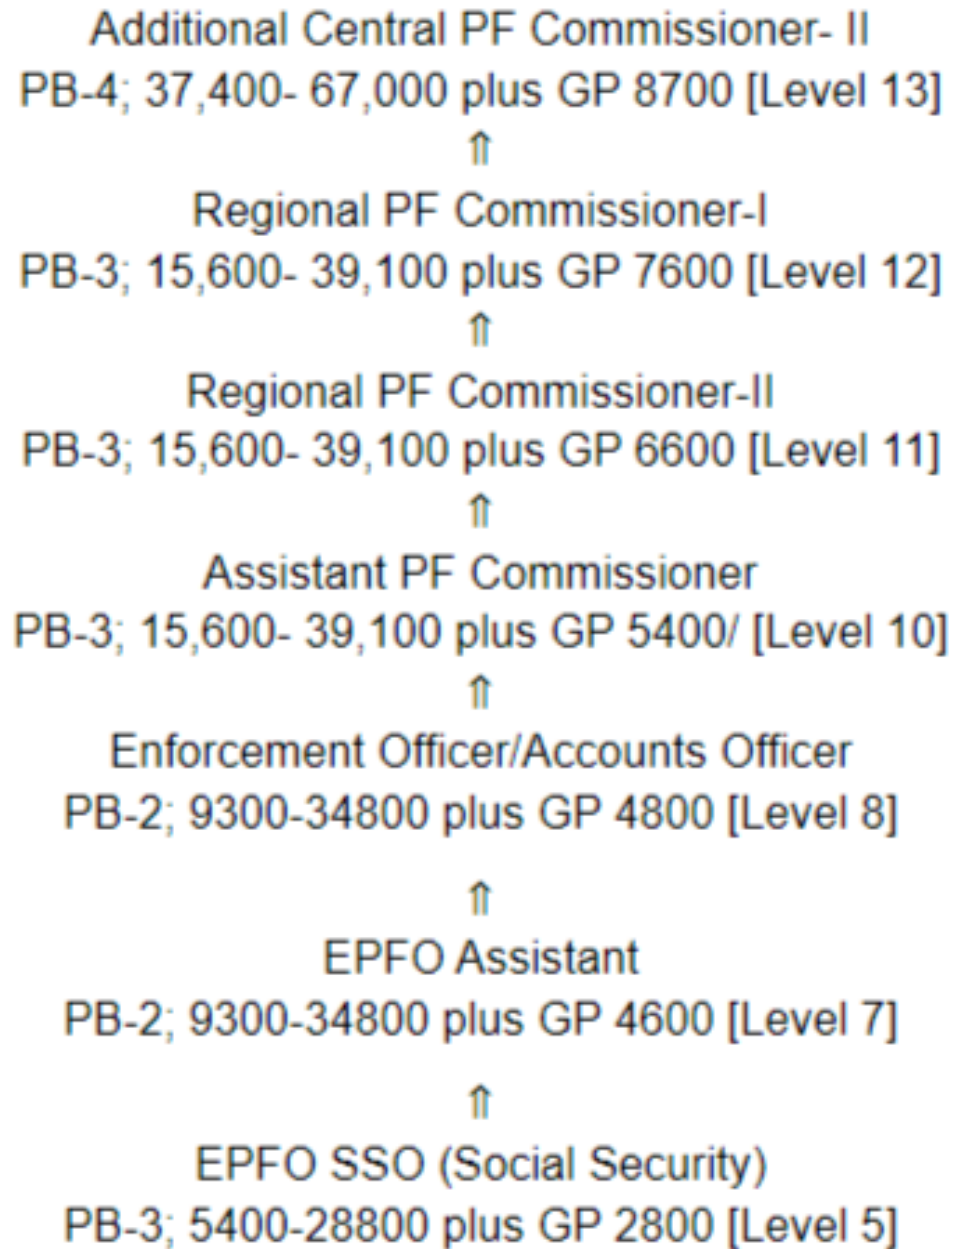 Additional Central PF Commissioner- II
PB-4; 37,400- 67,000 plus GP 8700 [Level 13]
⇑
Regional PF Commissioner-I
PB-3; 15,600- 39,100 plus GP 7600 [Level 12]
⇑
Regional PF Commissioner-II
PB-3; 15,600- 39,100 plus GP 6600 [Level 11]
⇑
Assistant PF Commissioner
PB-3; 15,600- 39,100 plus GP 5400/ [Level 10]
⇑
Enforcement Officer/Accounts Officer
PB-2; 9300-34800 plus GP 4800 [Level 8]
⇑
EPFO Assistant
PB-2; 9300-34800 plus GP 4600 [Level 7]
⇑
EPFO SSO (Social Security)
PB-3; 5400-28800 plus GP 2800 [Level 5]